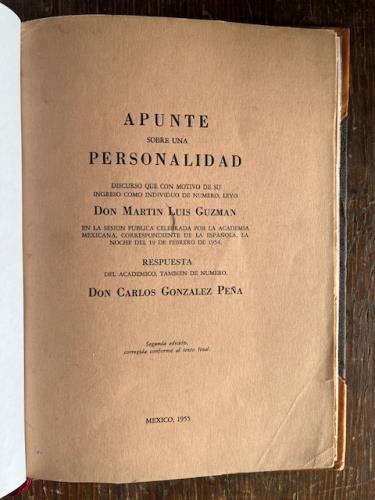 APUNTE
SOBRE UNA
PERSONALIDAD
DISCURSO QUE CON MOTIVO DE SU
INGRESO COMO INDIVIDUO DE NUMERO, LEYO
DON MARTIN LUIS GUZMAN
EN LA SESION PUBLICA CELEBRADA POR LA ACADEMIA
MEXICANA, CORRESPONDIENTE DE LA ESPAÑOLA, LA
NOCHE DEL 19 DE FEBRERO DE 1954.
RESPUESTA
DEL ACADEMICO, TAMBIEN DE NUMERO,
DON CARLOS GONZALEZ PEÑA
Segunda edición,
corregida conforme al texto final.
MEXICO, 1955